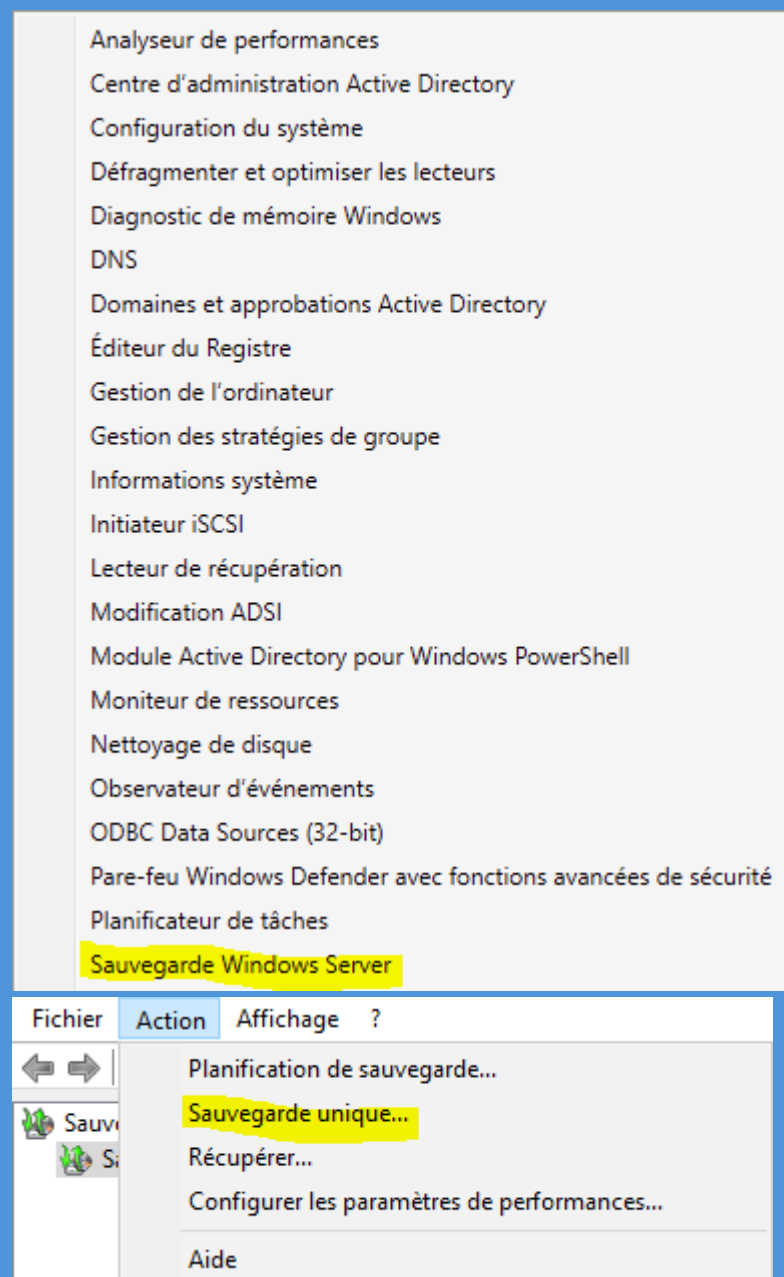 Analyseur de performances
Centre d'administration Active Directory
Configuration du système
Défragmenter et optimiser les lecteurs
Diagnostic de mémoire Windows
DNS
Domaines et approbations Active Directory
Éditeur du Registre
Gestion de l'ordinateur
Gestion des stratégies de groupe
Informations système
Initiateur iSCSI
Lecteur de récupération
Modification ADSI
Module Active Directory pour Windows PowerShell
Moniteur de ressources
Nettoyage de disque
Observateur d'événements
ODBC Data Sources (32-bit)
Pare-feu Windows Defender avec fonctions avancées de sécurité
Planificateur de tâches
Sauvegarde Windows Server
Fichier Action Affichage ?
Planification de sauvegarde...
Sauvegarde unique...
Récupérer...
Configurer les paramètres de performances...
Aide